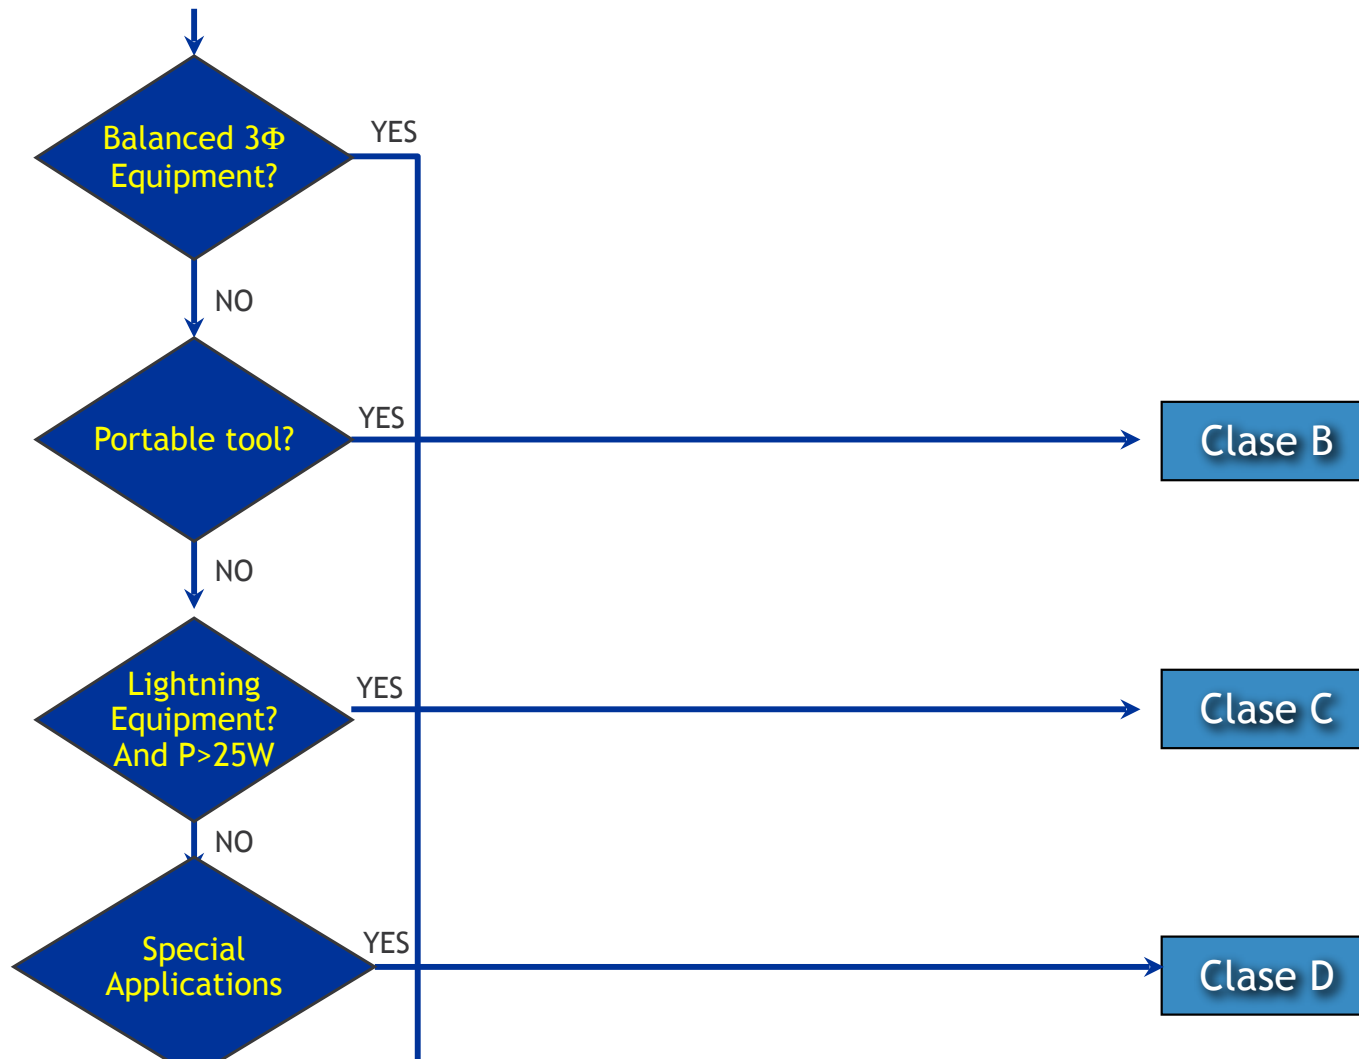 Balanced 3Φ
Equipment?
YES
NO
Portable tool?
YES
Clase B
NO
Lightning
Equipment?
And P>25W
YES
Clase C
NO
Special
Applications
YES
Clase D